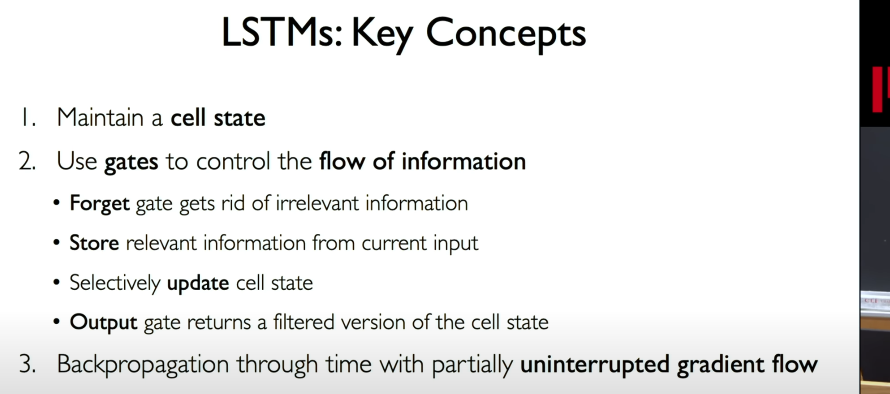 LSTMs: Key Concepts
1. Maintain a cell state
2. Use gates to control the flow of information
• Forget gate gets rid of irrelevant information
• Store relevant information from current input
• Selectively update cell state
• Output gate returns a filtered version of the cell state
3. Backpropagation through time with partially uninterrupted gradient flow